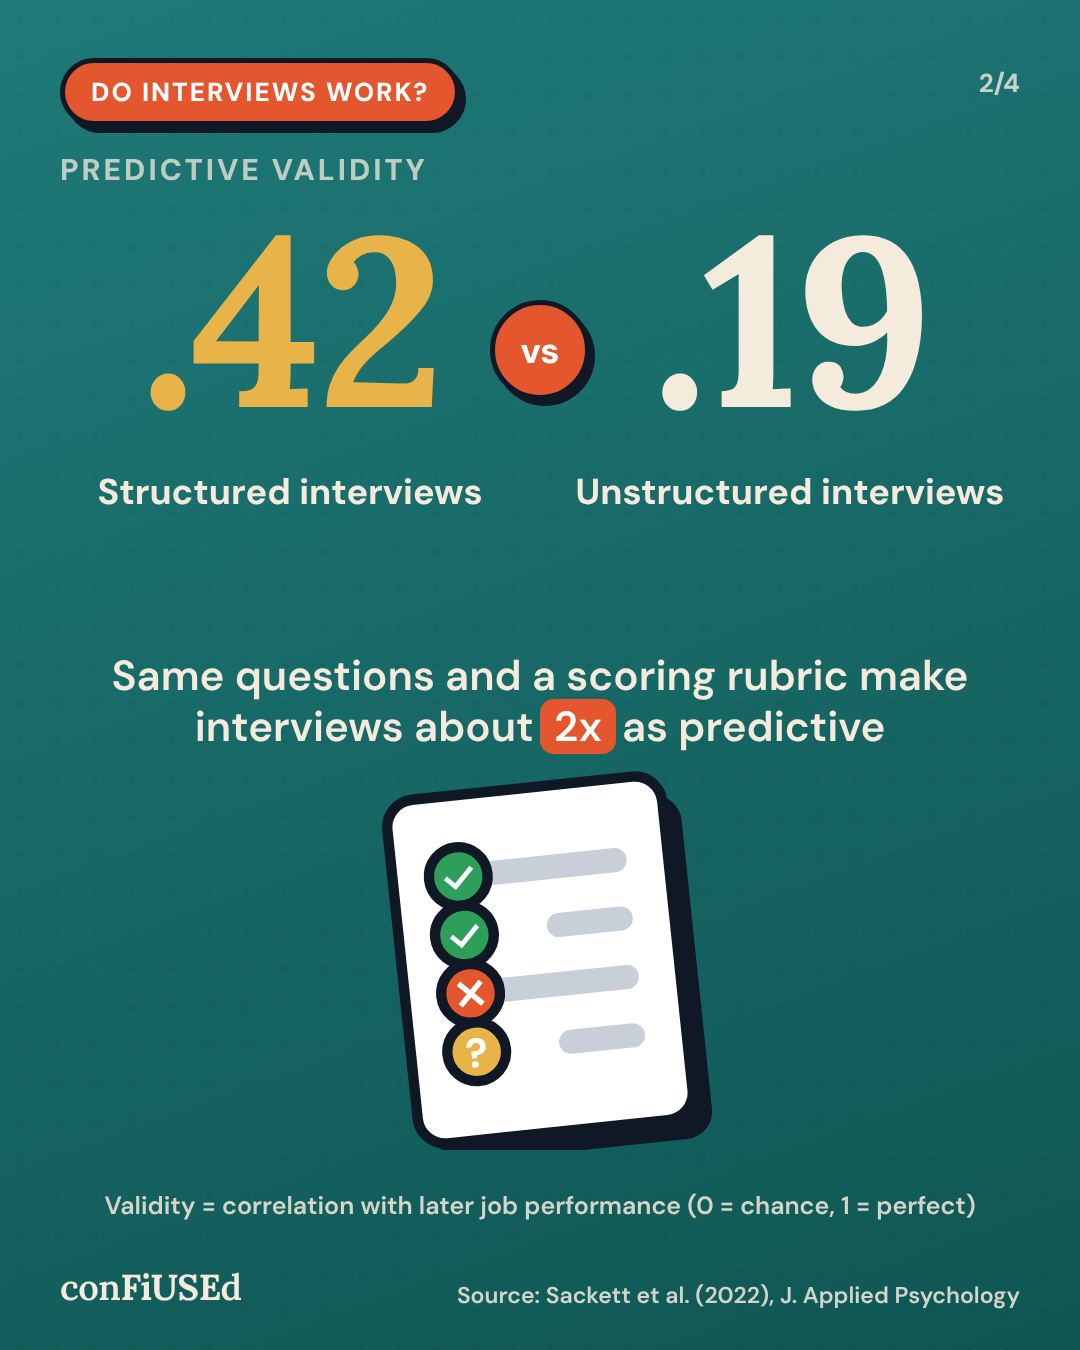 DO INTERVIEWS WORK?
2/4
PREDICTIVE VALIDITY
.42
vs
.19
Structured interviews
Unstructured interviews
Same questions and a scoring rubric make
interviews about 2x as predictive
?
Validity = correlation with later job performance (0 = chance, 1 = perfect)
conFiUSEd
Source: Sackett et al. (2022), J. Applied Psychology